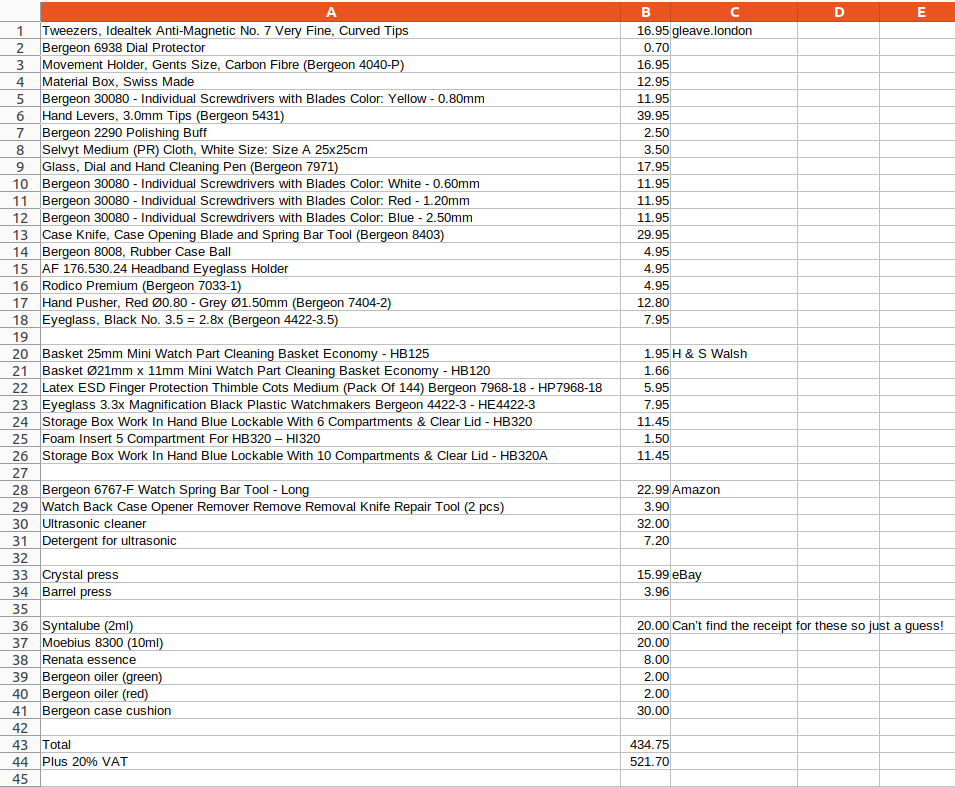 A B C D E
1 Tweezers, Idealtek Anti-Magnetic No. 7 Very Fine, Curved Tips 16.95 gleave.london
2 Bergeon 6938 Dial Protector 0.70
3 Movement Holder, Gents Size, Carbon Fibre (Bergeon 4040-P) 16.95
4 Material Box, Swiss Made 12.95
5 Bergeon 30080 - Individual Screwdrivers with Blades Color: Yellow - 0.80mm 11.95
6 Hand Levers, 3.0mm Tips (Bergeon 5431) 39.95
7 Bergeon 2290 Polishing Buff 2.50
8 Selvyt Medium (PR) Cloth, White Size: Size A 25x25cm 3.50
9 Glass, Dial and Hand Cleaning Pen (Bergeon 7971) 17.95
10 Bergeon 30080 - Individual Screwdrivers with Blades Color: White - 0.60mm 11.95
11 Bergeon 30080 - Individual Screwdrivers with Blades Color: Red - 1.20mm 11.95
12 Bergeon 30080 - Individual Screwdrivers with Blades Color: Blue - 2.50mm 11.95
13 Case Knife, Case Opening Blade and Spring Bar Tool (Bergeon 8403) 29.95
14 Bergeon 8008, Rubber Case Ball 4.95
15 AF 176.530.24 Headband Eyeglass Holder 4.95
16 Rodico Premium (Bergeon 7033-1) 4.95
17 Hand Pusher, Red Ø0.80 - Grey Ø1.50mm (Bergeon 7404-2) 12.80
18 Eyeglass, Black No. 3.5 = 2.8x (Bergeon 4422-3.5) 7.95
19
20 Basket 25mm Mini Watch Part Cleaning Basket Economy - HB125 1.95 H & S Walsh
21 Basket Ø21mm x 11mm Mini Watch Part Cleaning Basket Economy - HB120 1.66
22 Latex ESD Finger Protection Thimble Cots Medium (Pack Of 144) Bergeon 7968-18 - HP7968-18 5.95
23 Eyeglass 3.3x Magnification Black Plastic Watchmakers Bergeon 4422-3 - HE4422-3 7.95
24 Storage Box Work In Hand Blue Lockable With 6 Compartments & Clear Lid - HB320 11.45
25 Foam Insert 5 Compartment For HB320 – HI320 1.50
26 Storage Box Work In Hand Blue Lockable With 10 Compartments & Clear Lid - HB320A 11.45
27
28 Bergeon 6767-F Watch Spring Bar Tool - Long 22.99 Amazon
29 Watch Back Case Opener Remover Remove Removal Knife Repair Tool (2 pcs) 3.90
30 Ultrasonic cleaner 32.00
31 Detergent for ultrasonic 7.20
32
33 Crystal press 15.99 eBay
34 Barrel press 3.96
35
36 Syntalube (2ml) 20.00 Can't find the receipt for these so just a guess!
37 Moebius 8300 (10ml) 20.00
38 Renata essence 8.00
39 Bergeon oiler (green) 2.00
40 Bergeon oiler (red) 2.00
41 Bergeon case cushion 30.00
42
43 Total 434.75
44 Plus 20% VAT 521.70
45